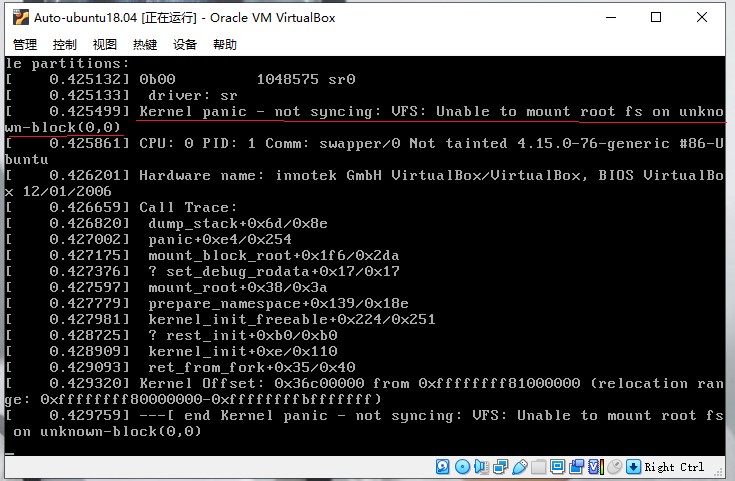 Auto-ubuntu18.04 [正在运行] - Oracle VM VirtualBox
管理 控制 视图 热键 设备 帮助
le partitions:
[    0.425132] 0b00         1048575 sr0
[    0.425133]  driver: sr
[    0.425499] Kernel panic - not syncing: VFS: Unable to mount root fs on unkno
wn-block(0,0)
[    0.425861] CPU: 0 PID: 1 Comm: swapper/0 Not tainted 4.15.0-76-generic #86-U
buntu
[    0.426201] Hardware name: innotek GmbH VirtualBox/VirtualBox, BIOS VirtualBo
x 12/01/2006
[    0.426659] Call Trace:
[    0.426820]  dump_stack+0x6d/0x8e
[    0.427002]  panic+0xe4/0x254
[    0.427175]  mount_block_root+0x1f6/0x2da
[    0.427376]  ? set_debug_rodata+0x17/0x17
[    0.427597]  mount_root+0x38/0x3a
[    0.427779]  prepare_namespace+0x139/0x18e
[    0.427981]  kernel_init_freeable+0x224/0x251
[    0.428725]  ? rest_init+0xb0/0xb0
[    0.428909]  kernel_init+0xe/0x110
[    0.429093]  ret_from_fork+0x35/0x40
[    0.429320] Kernel Offset: 0x36c00000 from 0xffffffff81000000 (relocation ran
ge: 0xffffffff80000000-0xffffffffbfffffff)
[    0.429759] ---[ end Kernel panic - not syncing: VFS: Unable to mount root fs
 on unknown-block(0,0)
Right Ctrl